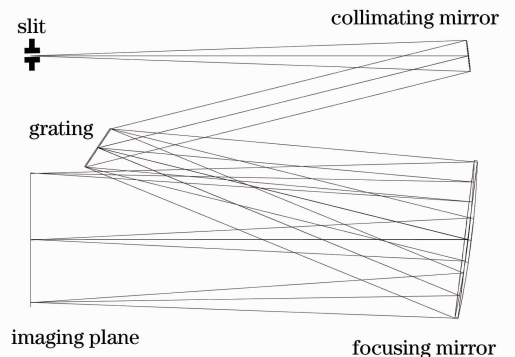 collimating mirror
slit
grating
imaging plane
focusing mirror